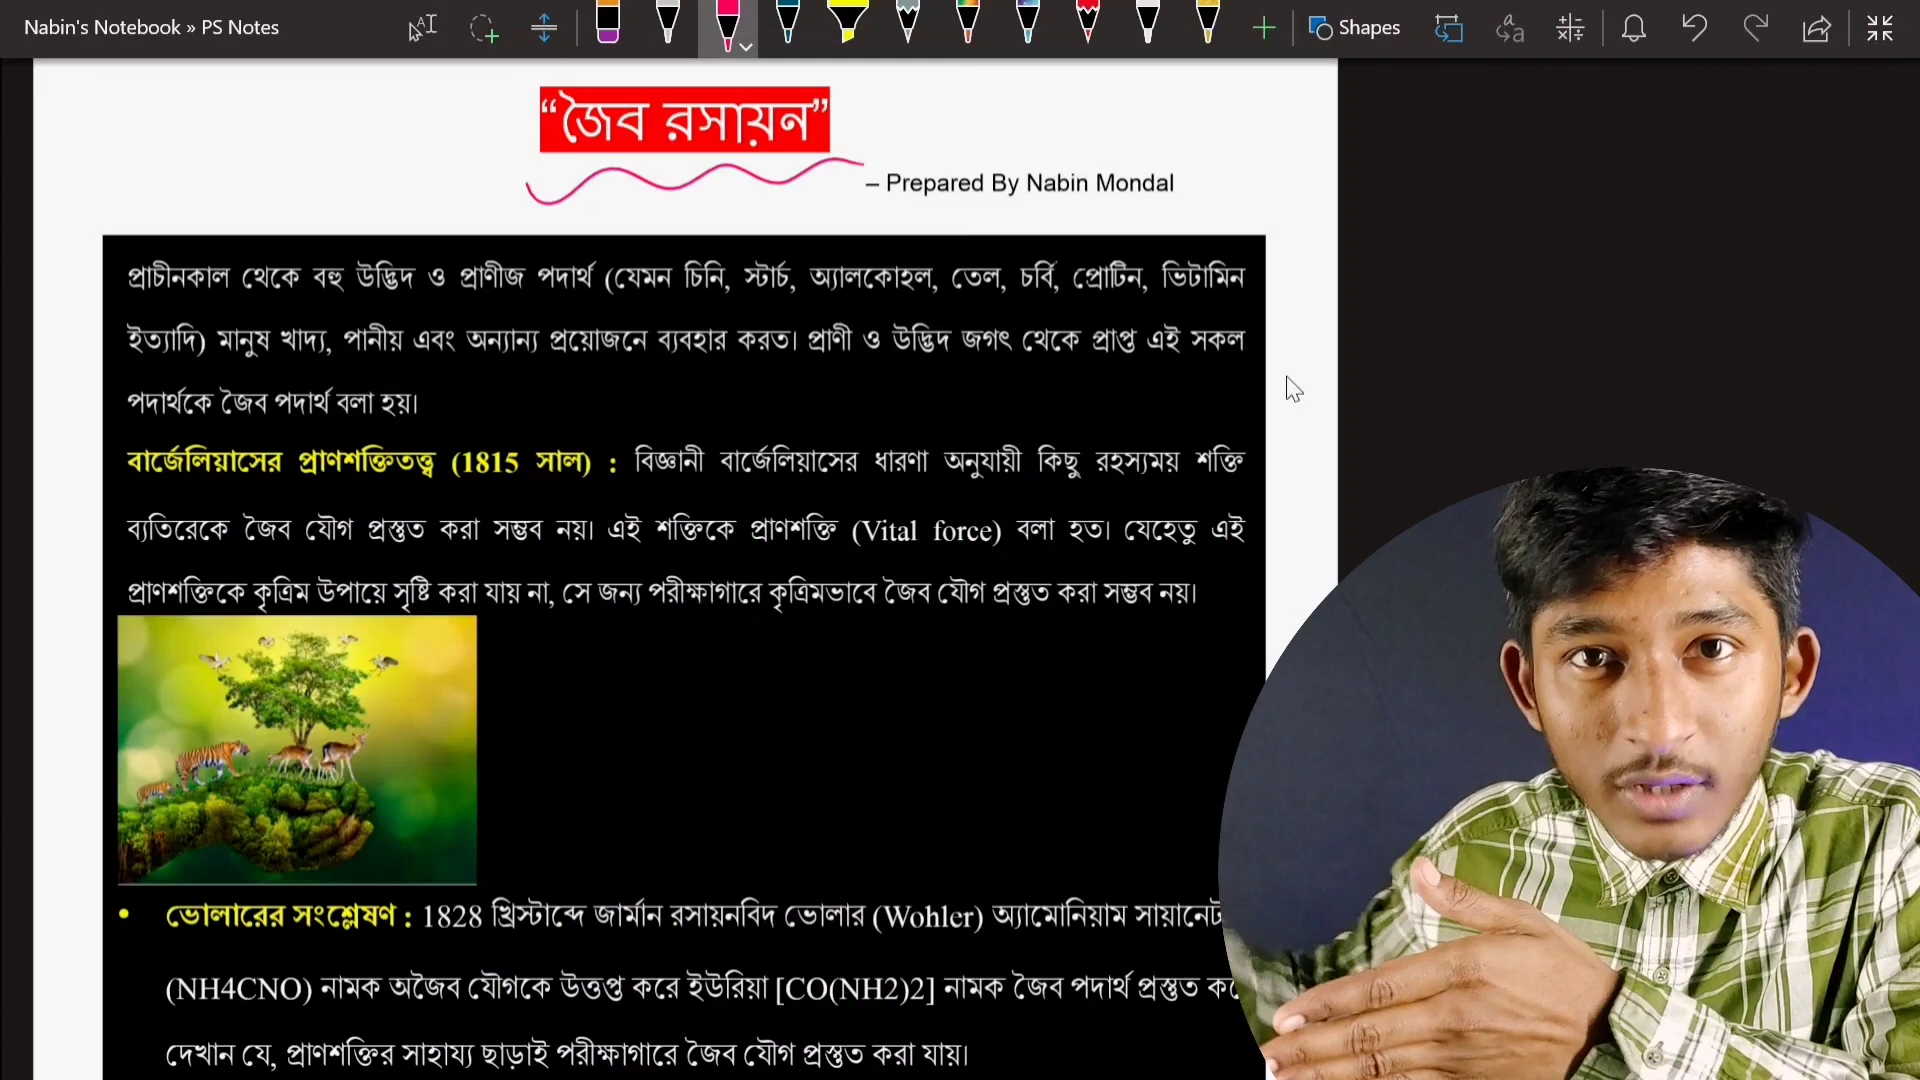 Nabin's Notebook » PS Notes
Shapes
“জৈব রসায়ন”
– Prepared By Nabin Mondal
প্রাচীনকাল থেকে বহু উদ্ভিদ ও প্রাণীজ পদার্থ (যেমন চিনি, স্টার্চ, অ্যালকোহল, তেল, চর্বি, প্রোটিন, ভিটামিন
ইত্যাদি) মানুষ খাদ্য, পানীয় এবং অন্যান্য প্রয়োজনে ব্যবহার করত। প্রাণী ও উদ্ভিদ জগৎ থেকে প্রাপ্ত এই সকল
পদার্থকে জৈব পদার্থ বলা হয়।
বার্জেলিয়াসের প্রাণশক্তিতত্ত্ব (1815 সাল) : বিজ্ঞানী বার্জেলিয়াসের ধারণা অনুযায়ী কিছু রহস্যময় শক্তি
ব্যতিরেকে জৈব যৌগ প্রস্তুত করা সম্ভব নয়। এই শক্তিকে প্রাণশক্তি (Vital force) বলা হত। যেহেতু এই
প্রাণশক্তিকে কৃত্রিম উপায়ে সৃষ্টি করা যায় না, সে জন্য পরীক্ষাগারে কৃত্রিমভাবে জৈব যৌগ প্রস্তুত করা সম্ভব নয়।
• ভোলারের সংশ্লেষণ : 1828 খ্রিস্টাব্দে জার্মান রসায়নবিদ ভোলার (Wohler) অ্যামোনিয়াম
(NH4CNO) নামক অজৈব যৌগকে উত্তপ্ত করে ইউরিয়া [CO(NH2)2] নামক জৈব পদার্থ প্রস্তুত
দেখান যে, প্রাণশক্তির সাহায্য ছাড়াই পরীক্ষাগারে জৈব যৌগ প্রস্তুত করা যায়।